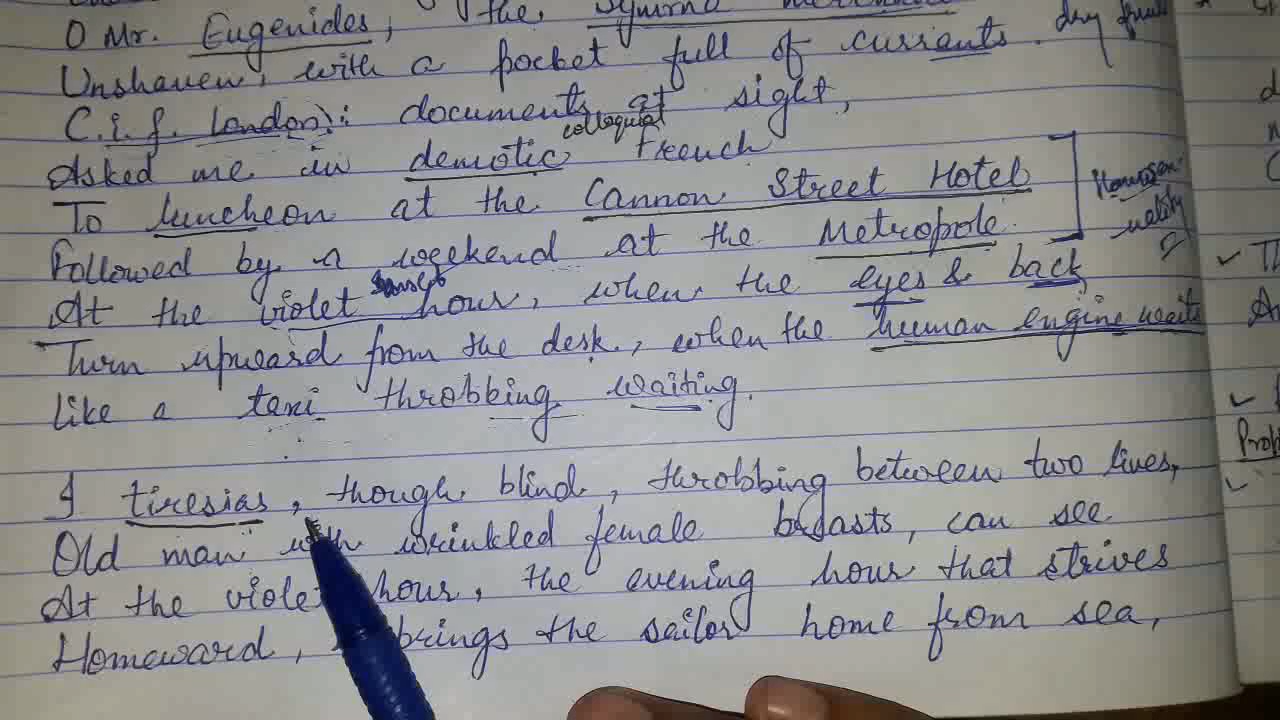 O Mr. Eugenides, the Smyrna
Unshaven, with a pocket full of currants. dry
C.i.f. London): documents at sight,
colloquial
Asked me in demotic French
To luncheon at the Cannon Street Hotel
Followed by a weekend at the Metropole.
sunset
At the violet hour, when the eyes & back
Turn upward from the desk, when the human engine waits
Like a taxi throbbing waiting.
I tiresias, though blind, throbbing between two lives,
Old man with wrinkled female breasts, can see
At the violet hour, the evening hour that strives
Homeward, brings the sailor home from sea,